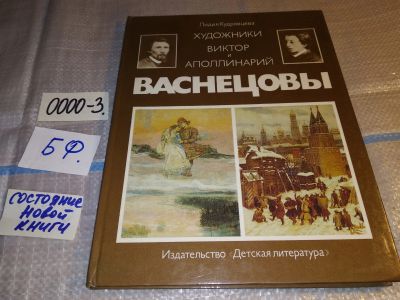 Лидия Кудрявцева
ХУДОЖНИКИ
ВИКТОР
и
АПОЛЛИНАРИЙ
ВАСНЕЦОВЫ
Издательство «Детская литература»
0000-3.
Б Ф.
СОСТОЯНИЕ
НОВОЙ
КНИГИ